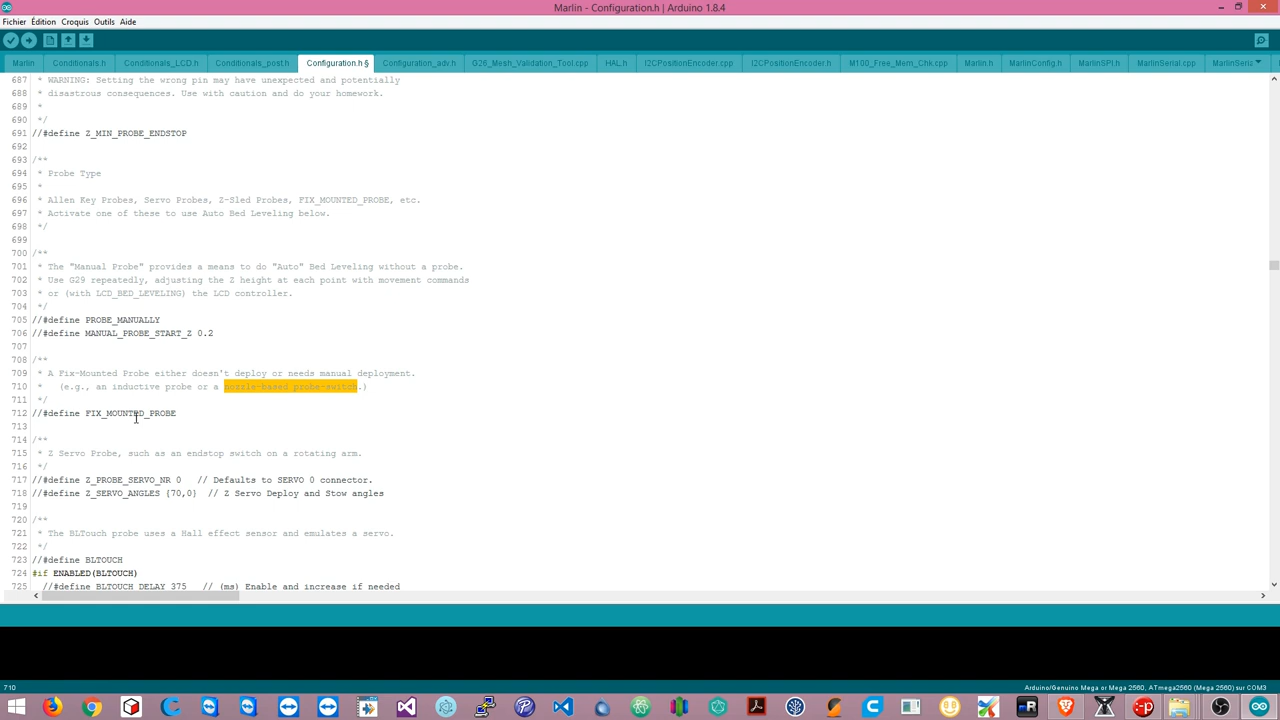 Marlin - Configuration.h | Arduino 1.8.4
Fichier Édition Croquis Outils Aide
Marlin Conditionals.h Conditionals_LCD.h Conditionals_post.h Configuration.h § Configuration_adv.h G26_Mesh_Validation_Tool.cpp HAL.h I2CPositionEncoder.cpp I2CPositionEncoder.h M100_Free_Mem_Chk.cpp Marlin.h MarlinConfig.h MarlinSPI.h MarlinSerial.cpp MarlinSeria
687 * WARNING: Setting the wrong pin may have unexpected and potentially
688 * disastrous consequences. Use with caution and do your homework.
689 *
690 */
691 //#define Z_MIN_PROBE_ENDSTOP
692
693 /**
694 * Probe Type
695 *
696 * Allen Key Probes, Servo Probes, Z-Sled Probes, FIX_MOUNTED_PROBE, etc.
697 * Activate one of these to use Auto Bed Leveling below.
698 */
699
700 /**
701 * The "Manual Probe" provides a means to do "Auto" Bed Leveling without a probe.
702 * Use G29 repeatedly, adjusting the Z height at each point with movement commands
703 * or (with LCD_BED_LEVELING) the LCD controller.
704 */
705 //#define PROBE_MANUALLY
706 //#define MANUAL_PROBE_START_Z 0.2
707
708 /**
709 * A Fix-Mounted Probe either doesn't deploy or needs manual deployment.
710 * (e.g., an inductive probe or a nozzle-based probe-switch.)
711 */
712 //#define FIX_MOUNTED_PROBE
713
714 /**
715 * Z Servo Probe, such as an endstop switch on a rotating arm.
716 */
717 //#define Z_PROBE_SERVO_NR 0 // Defaults to SERVO 0 connector.
718 //#define Z_SERVO_ANGLES {70,0} // Z Servo Deploy and Stow angles
719
720 /**
721 * The BLTouch probe uses a Hall effect sensor and emulates a servo.
722 */
723 //#define BLTOUCH
724 #if ENABLED(BLTOUCH)
725 //#define BLTOUCH_DELAY 375 // (ms) Enable and increase if needed
710 Arduino/Genuino Mega or Mega 2560, ATmega2560 (Mega 2560) sur COM3